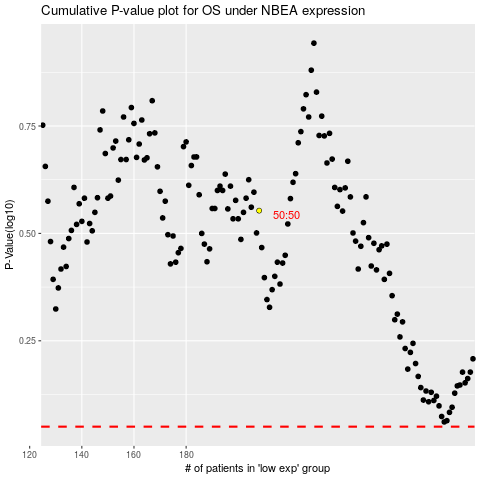 Cumulative P-value plot for OS under NBEA expression
P-Value(log10)
0.75
0.50
0.25
50:50
120
140
160
180
# of patients in 'low exp' group